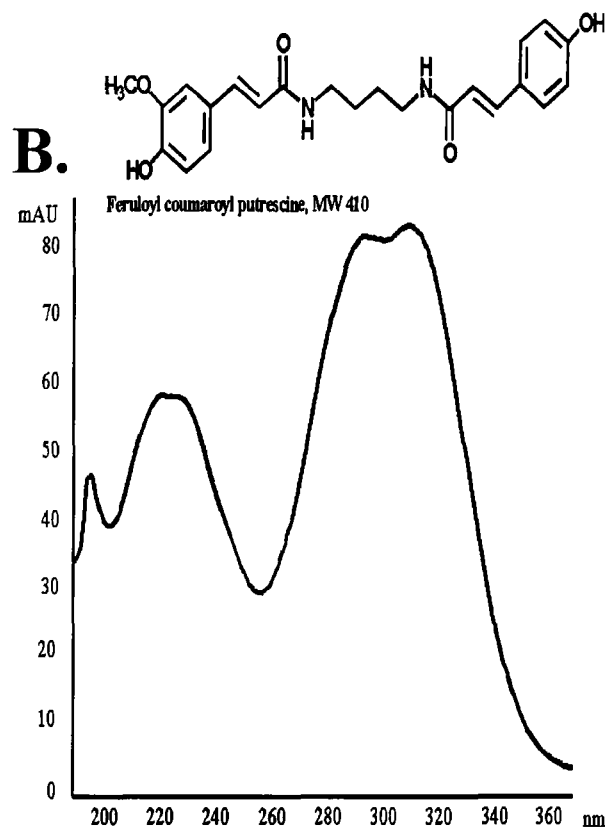 O
OH
H
N
H₃CO
N
H
O
HO
B.
Feruloyl coumaroyl putrescine, MW 410
mAU
80
70
60
50
40
30
20
10
0
200 220 240 260 280 300 320 340 360 nm